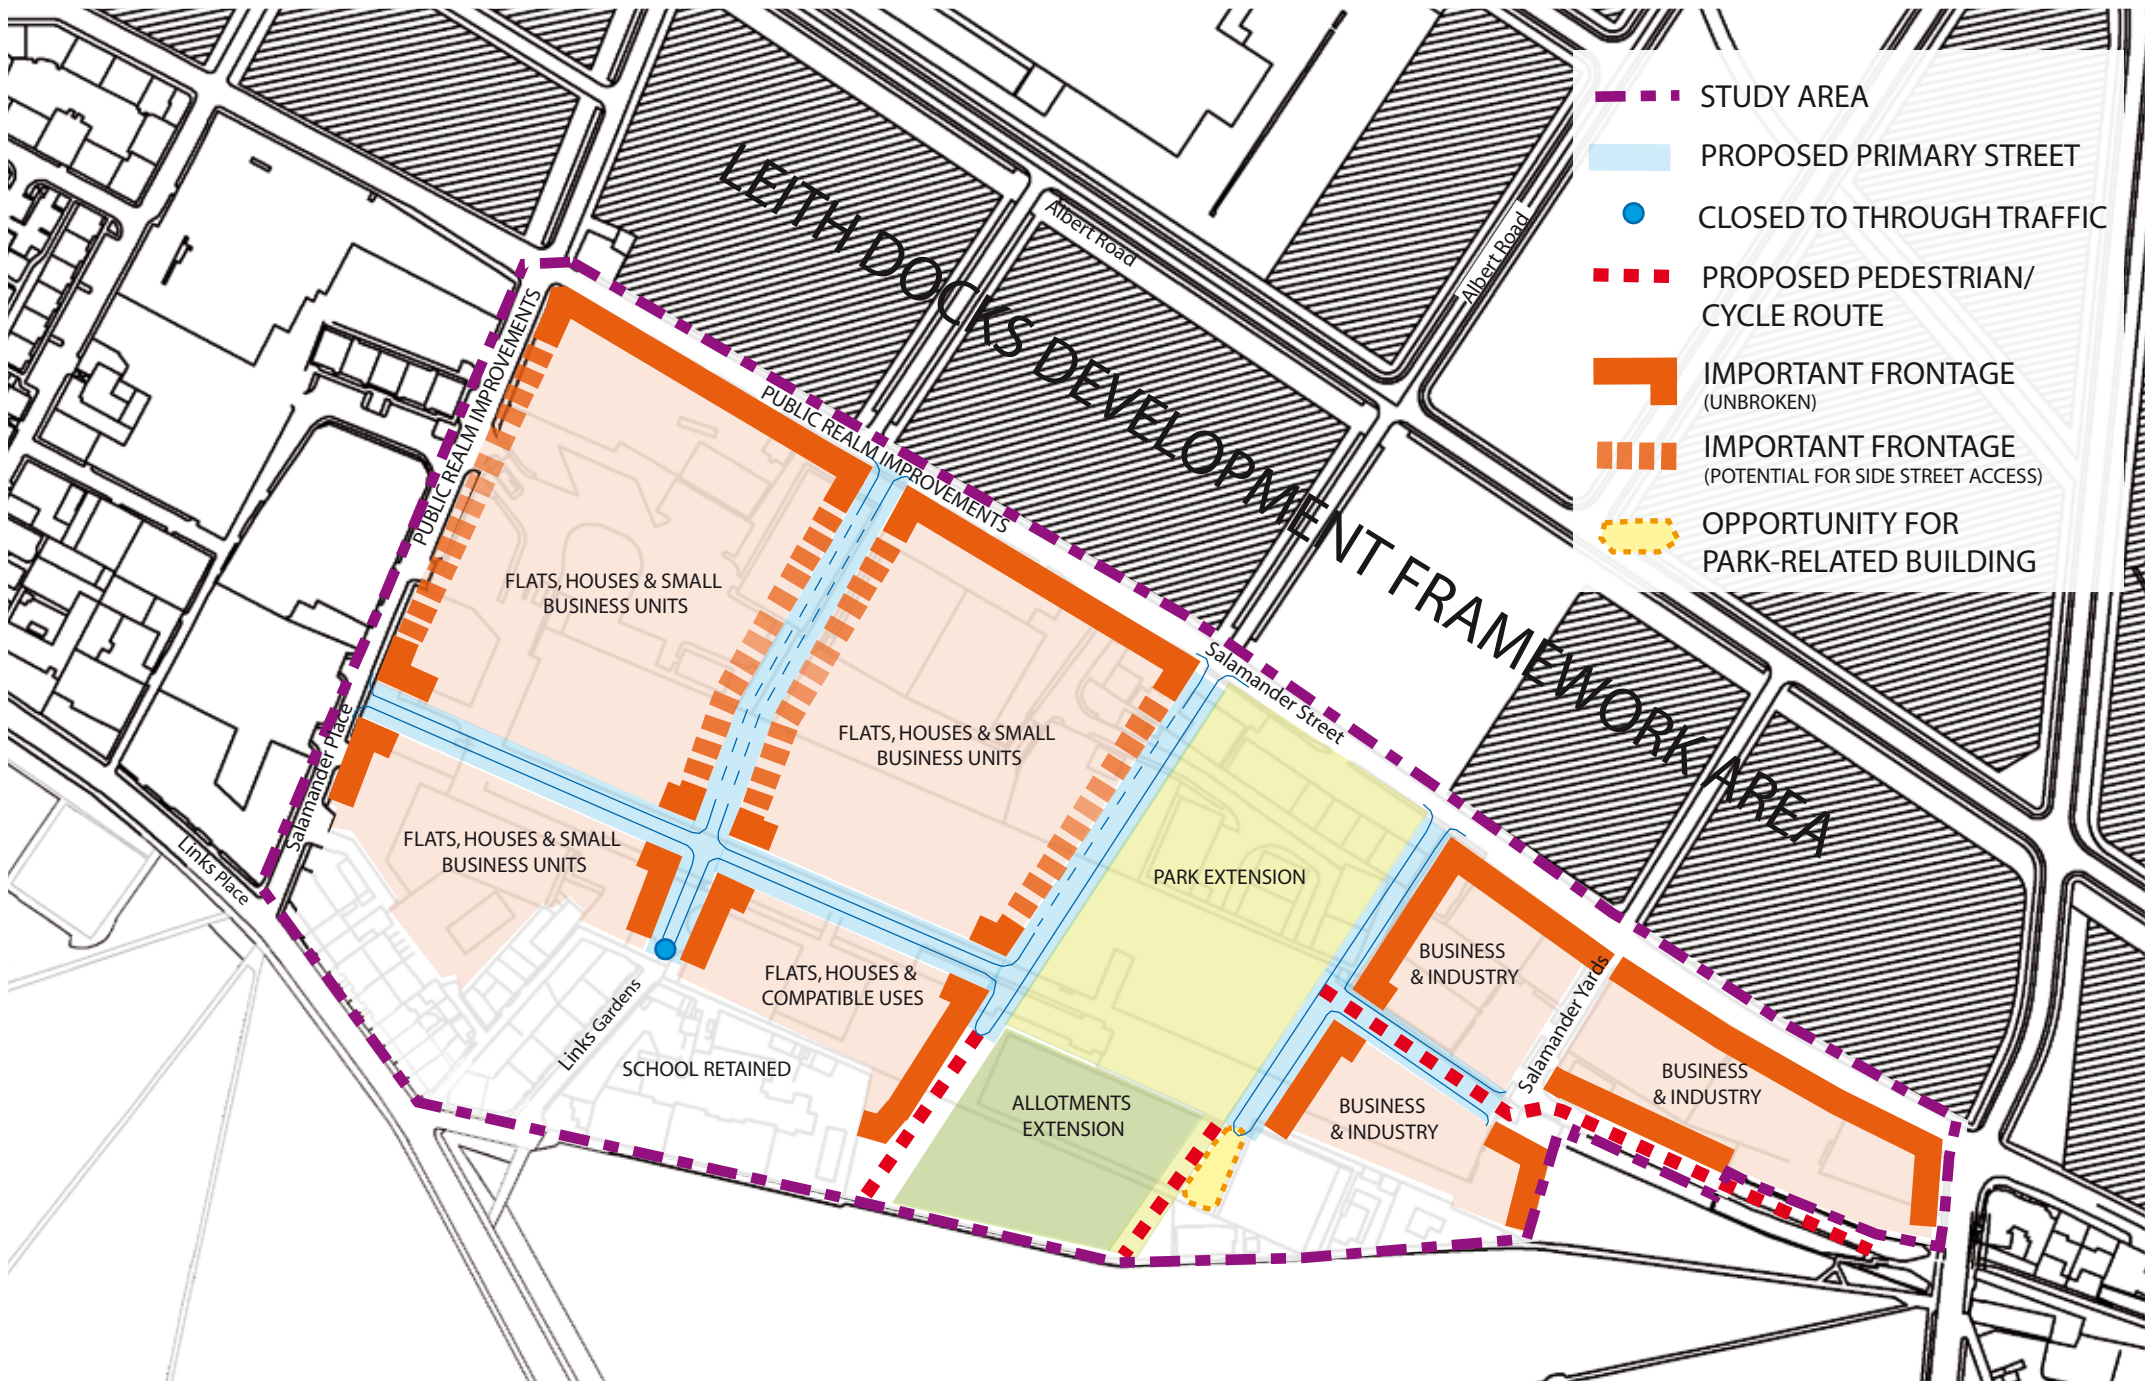 STUDY AREA
PROPOSED PRIMARY STREET
CLOSED TO THROUGH TRAFFIC
PROPOSED PEDESTRIAN/
CYCLE ROUTE
IMPORTANT FRONTAGE
(UNBROKEN)
IMPORTANT FRONTAGE
(POTENTIAL FOR SIDE STREET ACCESS)
OPPORTUNITY FOR
PARK-RELATED BUILDING
LEITH DOCKS DEVELOPMENT FRAMEWORK AREA
Albert Road
Albert Road
PUBLIC REALM IMPROVEMENTS
PUBLIC REALM IMPROVEMENTS
FLATS, HOUSES & SMALL
BUSINESS UNITS
FLATS, HOUSES & SMALL
BUSINESS UNITS
Salamander Street
Salamander Place
Links Place
FLATS, HOUSES & SMALL
BUSINESS UNITS
PARK EXTENSION
FLATS, HOUSES &
COMPATIBLE USES
BUSINESS
& INDUSTRY
Salamander Yards
Links Gardens
SCHOOL RETAINED
ALLOTMENTS
EXTENSION
BUSINESS
& INDUSTRY
BUSINESS
& INDUSTRY